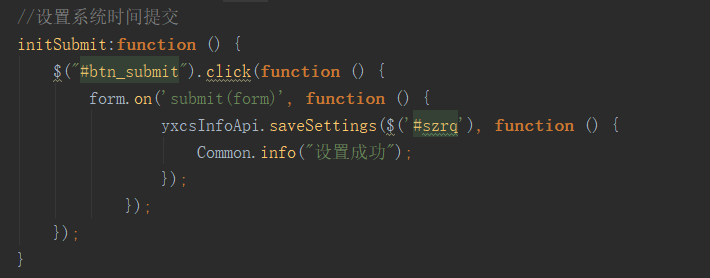 //设置系统时间提交
initSubmit:function () {
$("#btn_submit").click(function () {
form.on('submit(form)', function () {
yxcsInfoApi.saveSettings($('#szrq'), function () {
Common.info("设置成功");
});
});
});
}